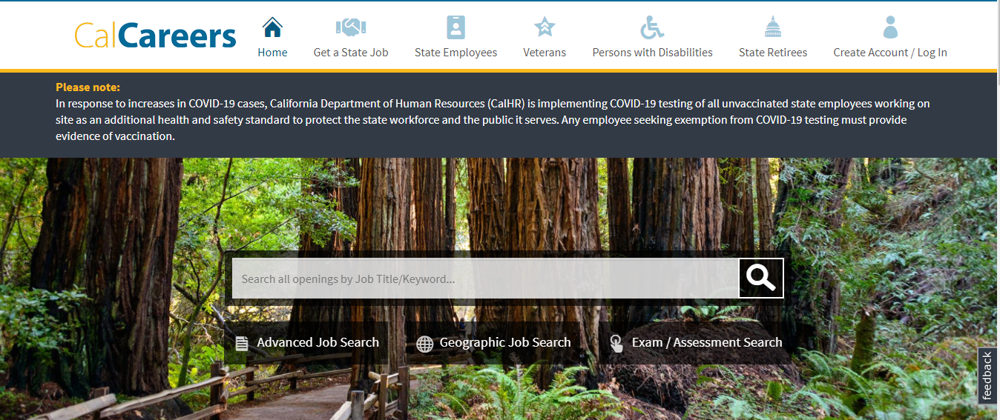 CalCareers
Home
Get a State Job
State Employees
Veterans
Persons with Disabilities
State Retirees
Create Account / Log In
Please note:
In response to increases in COVID-19 cases, California Department of Human Resources (CalHR) is implementing COVID-19 testing of all unvaccinated state employees working on
site as an additional health and safety standard to protect the state workforce and the public it serves. Any employee seeking exemption from COVID-19 testing must provide
evidence of vaccination.
Search all openings by Job Title/Keyword...
Advanced Job Search
Geographic Job Search
Exam / Assessment Search
feedback